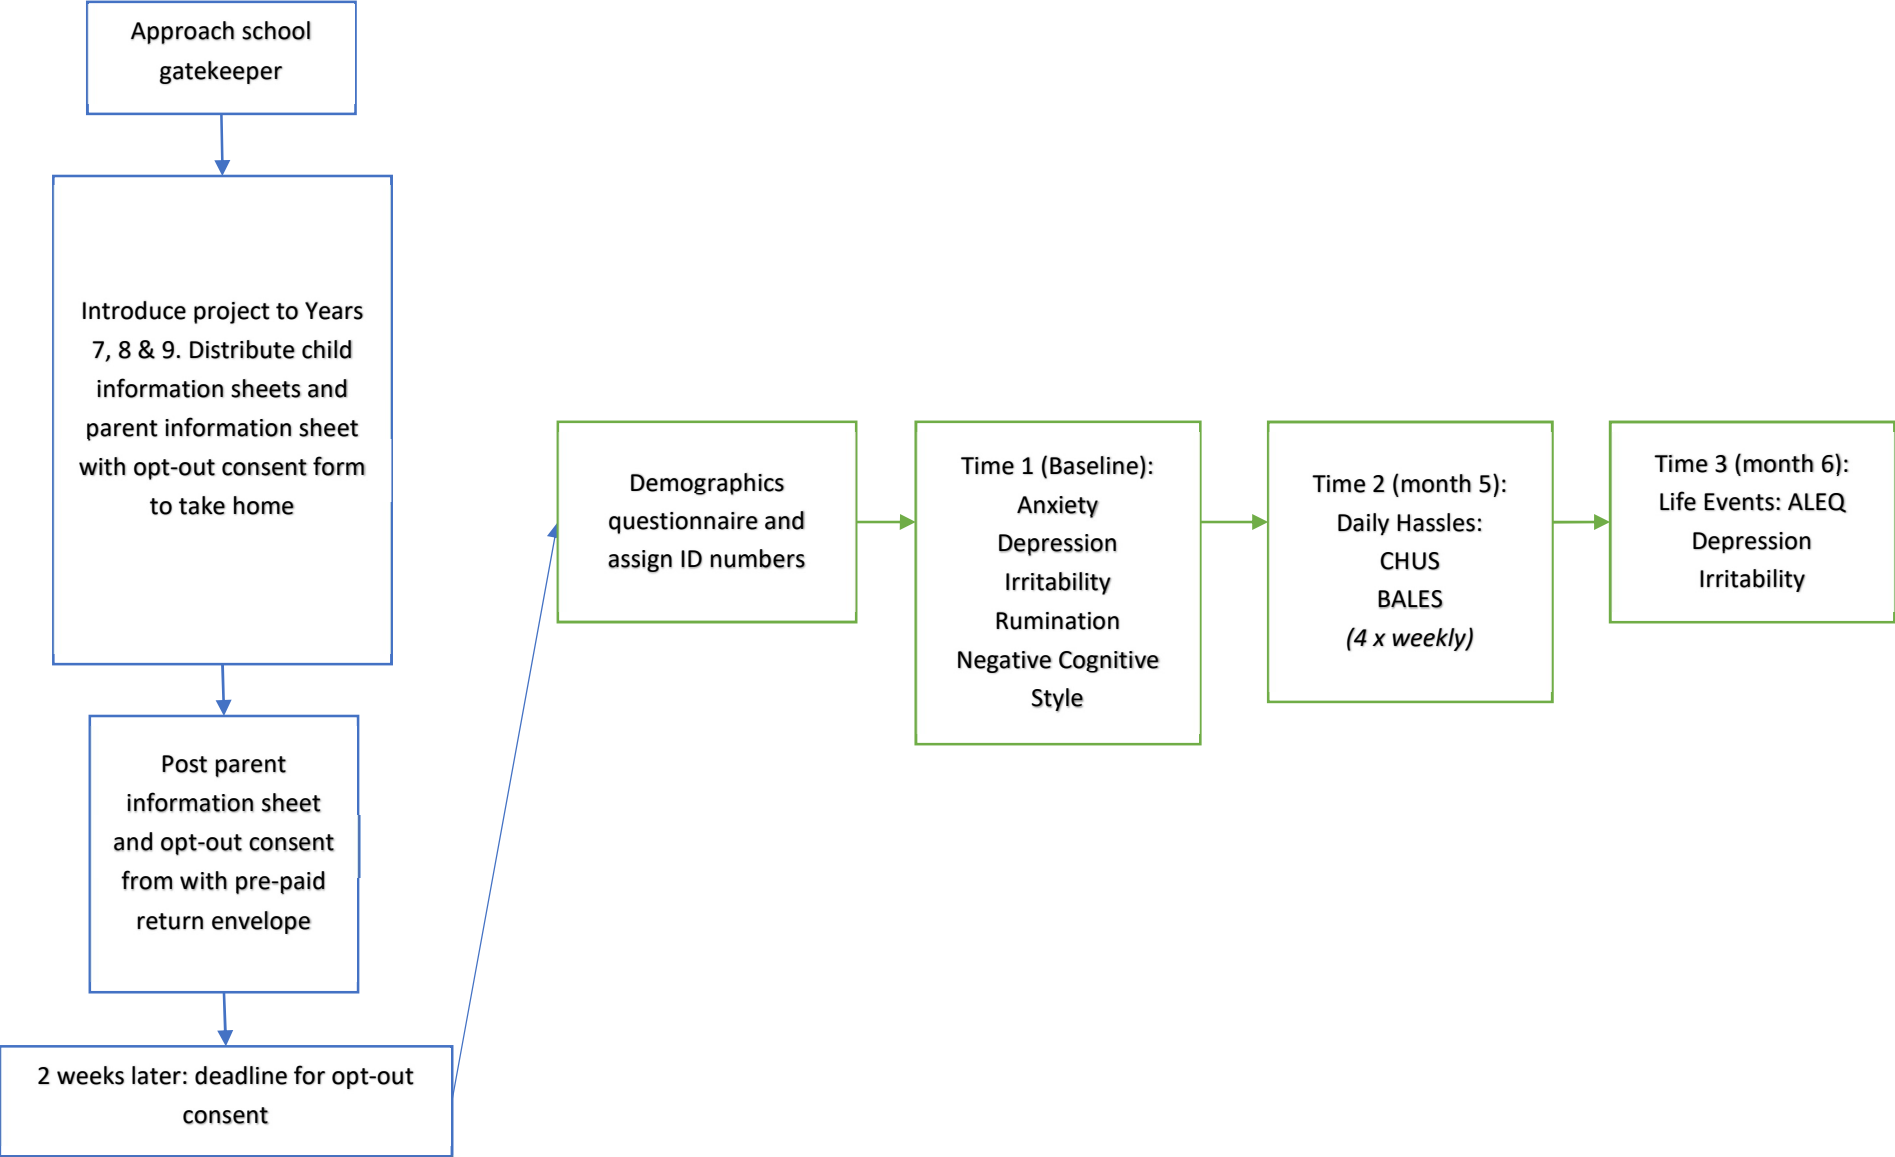 Approach school
gatekeeper
Introduce project to Years
7, 8 & 9. Distribute child
information sheets and
parent information sheet
with opt-out consent form
to take home
Post parent
information sheet
and opt-out consent
from with pre-paid
return envelope
2 weeks later: deadline for opt-out
consent
Demographics
questionnaire and
assign ID numbers
Time 1 (Baseline):
Anxiety
Depression
Irritability
Rumination
Negative Cognitive
Style
Time 2 (month 5):
Daily Hassles:
CHUS
BALES
(4 x weekly)
Time 3 (month 6):
Life Events: ALEQ
Depression
Irritability